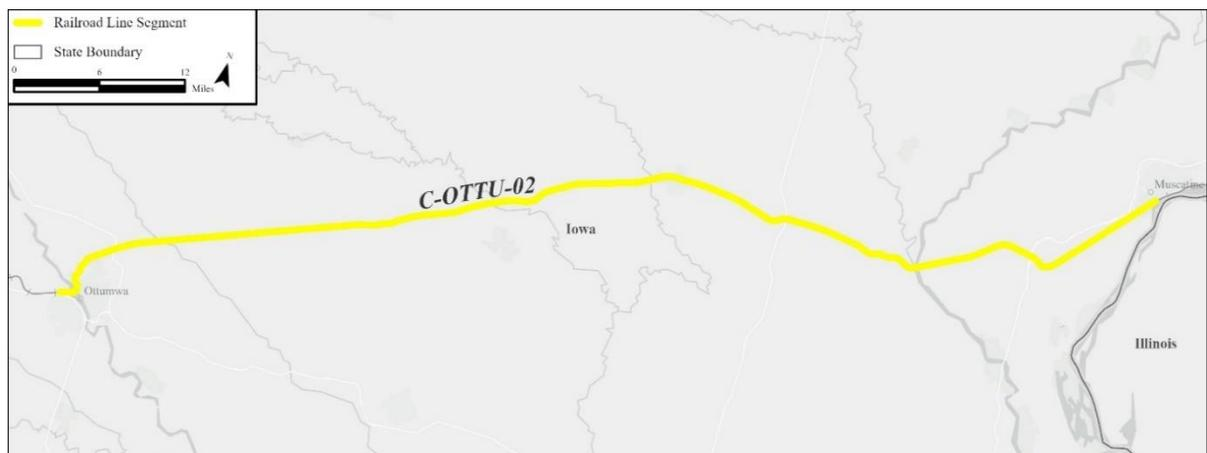 Railroad Line Segment
State Boundary
N
0 6 12
Miles
C-OTTU-02
Iowa
Muscatine
Ottumwa
Illinois